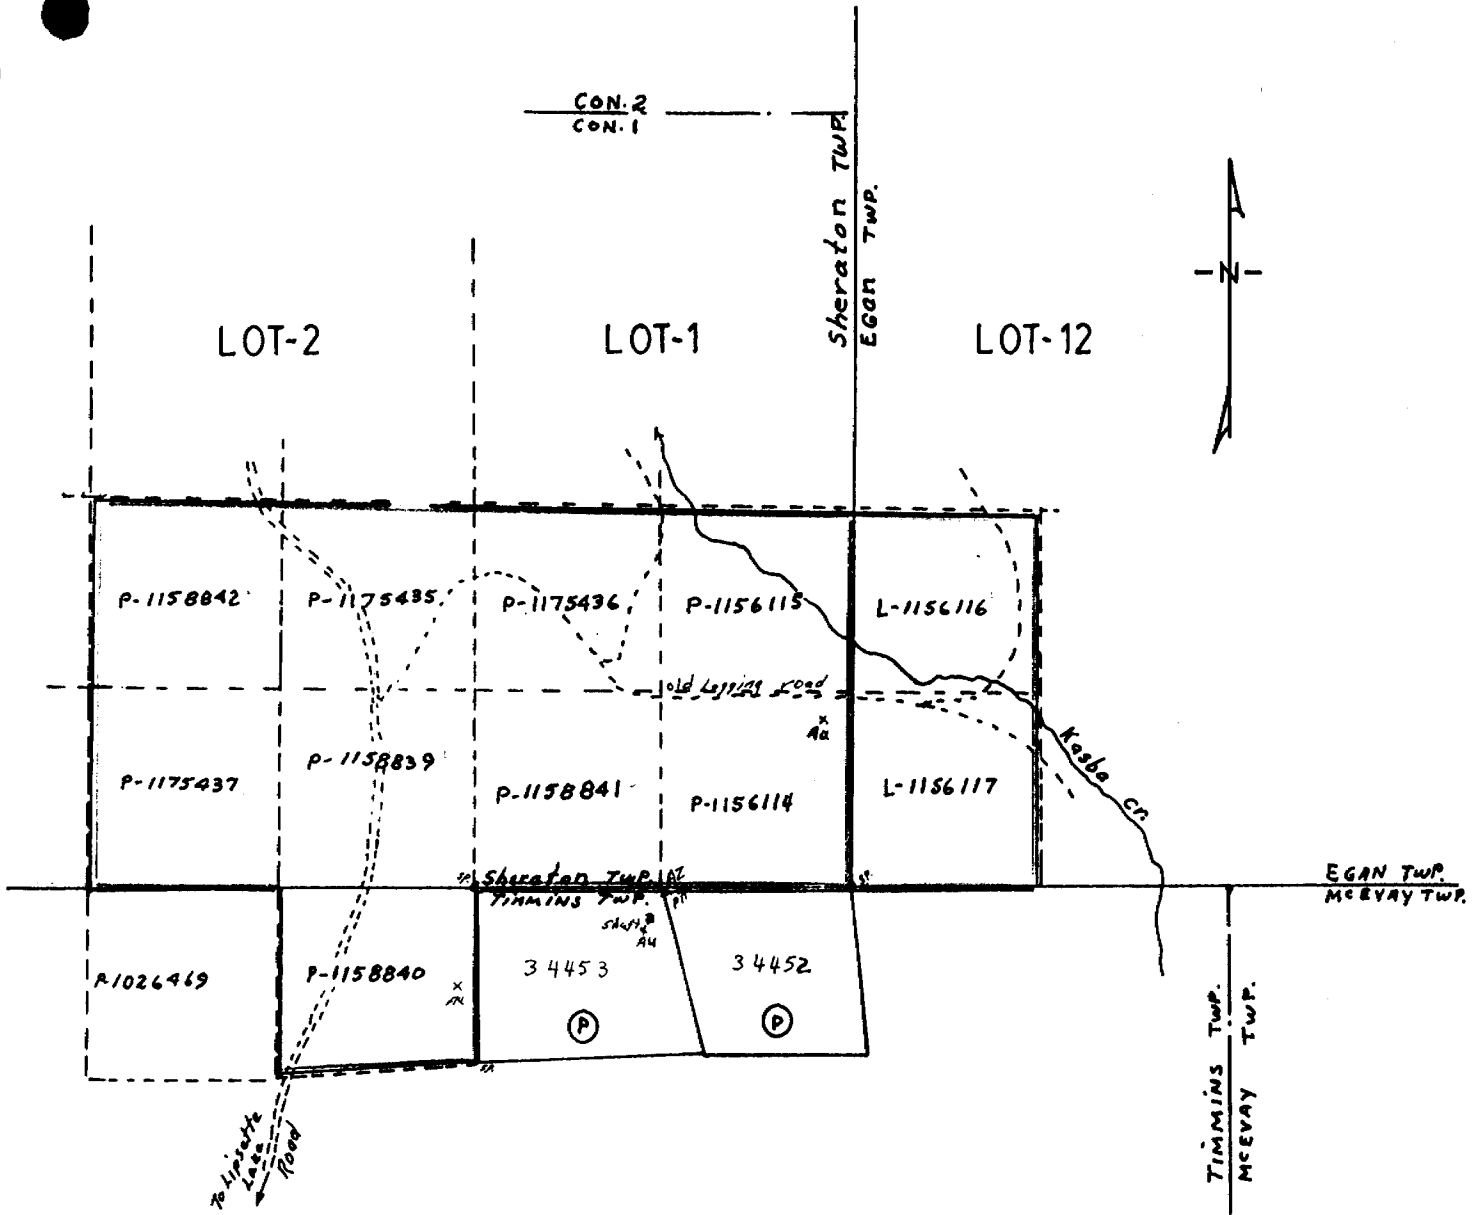 CON. 2
CON. 1
Sheraton TWP.
EGAN TWP.
-N-
LOT-2
LOT-1
LOT-12
P-1158842
P-1175435
P-1175436
P-1156115
L-1156116
old Logging road
Au
Kasba cr.
P-1175437
P-1158839
P-1158841
P-1156114
L-1156117
Sheraton TWP.
TIMMINS TWP.
EGAN TWP.
MCEVAY TWP.
shaft
Au
P-1158840
Au
34453
34452
P
P
TIMMINS TWP.
MCEVAY TWP.
To Lipsette
Lake
Road